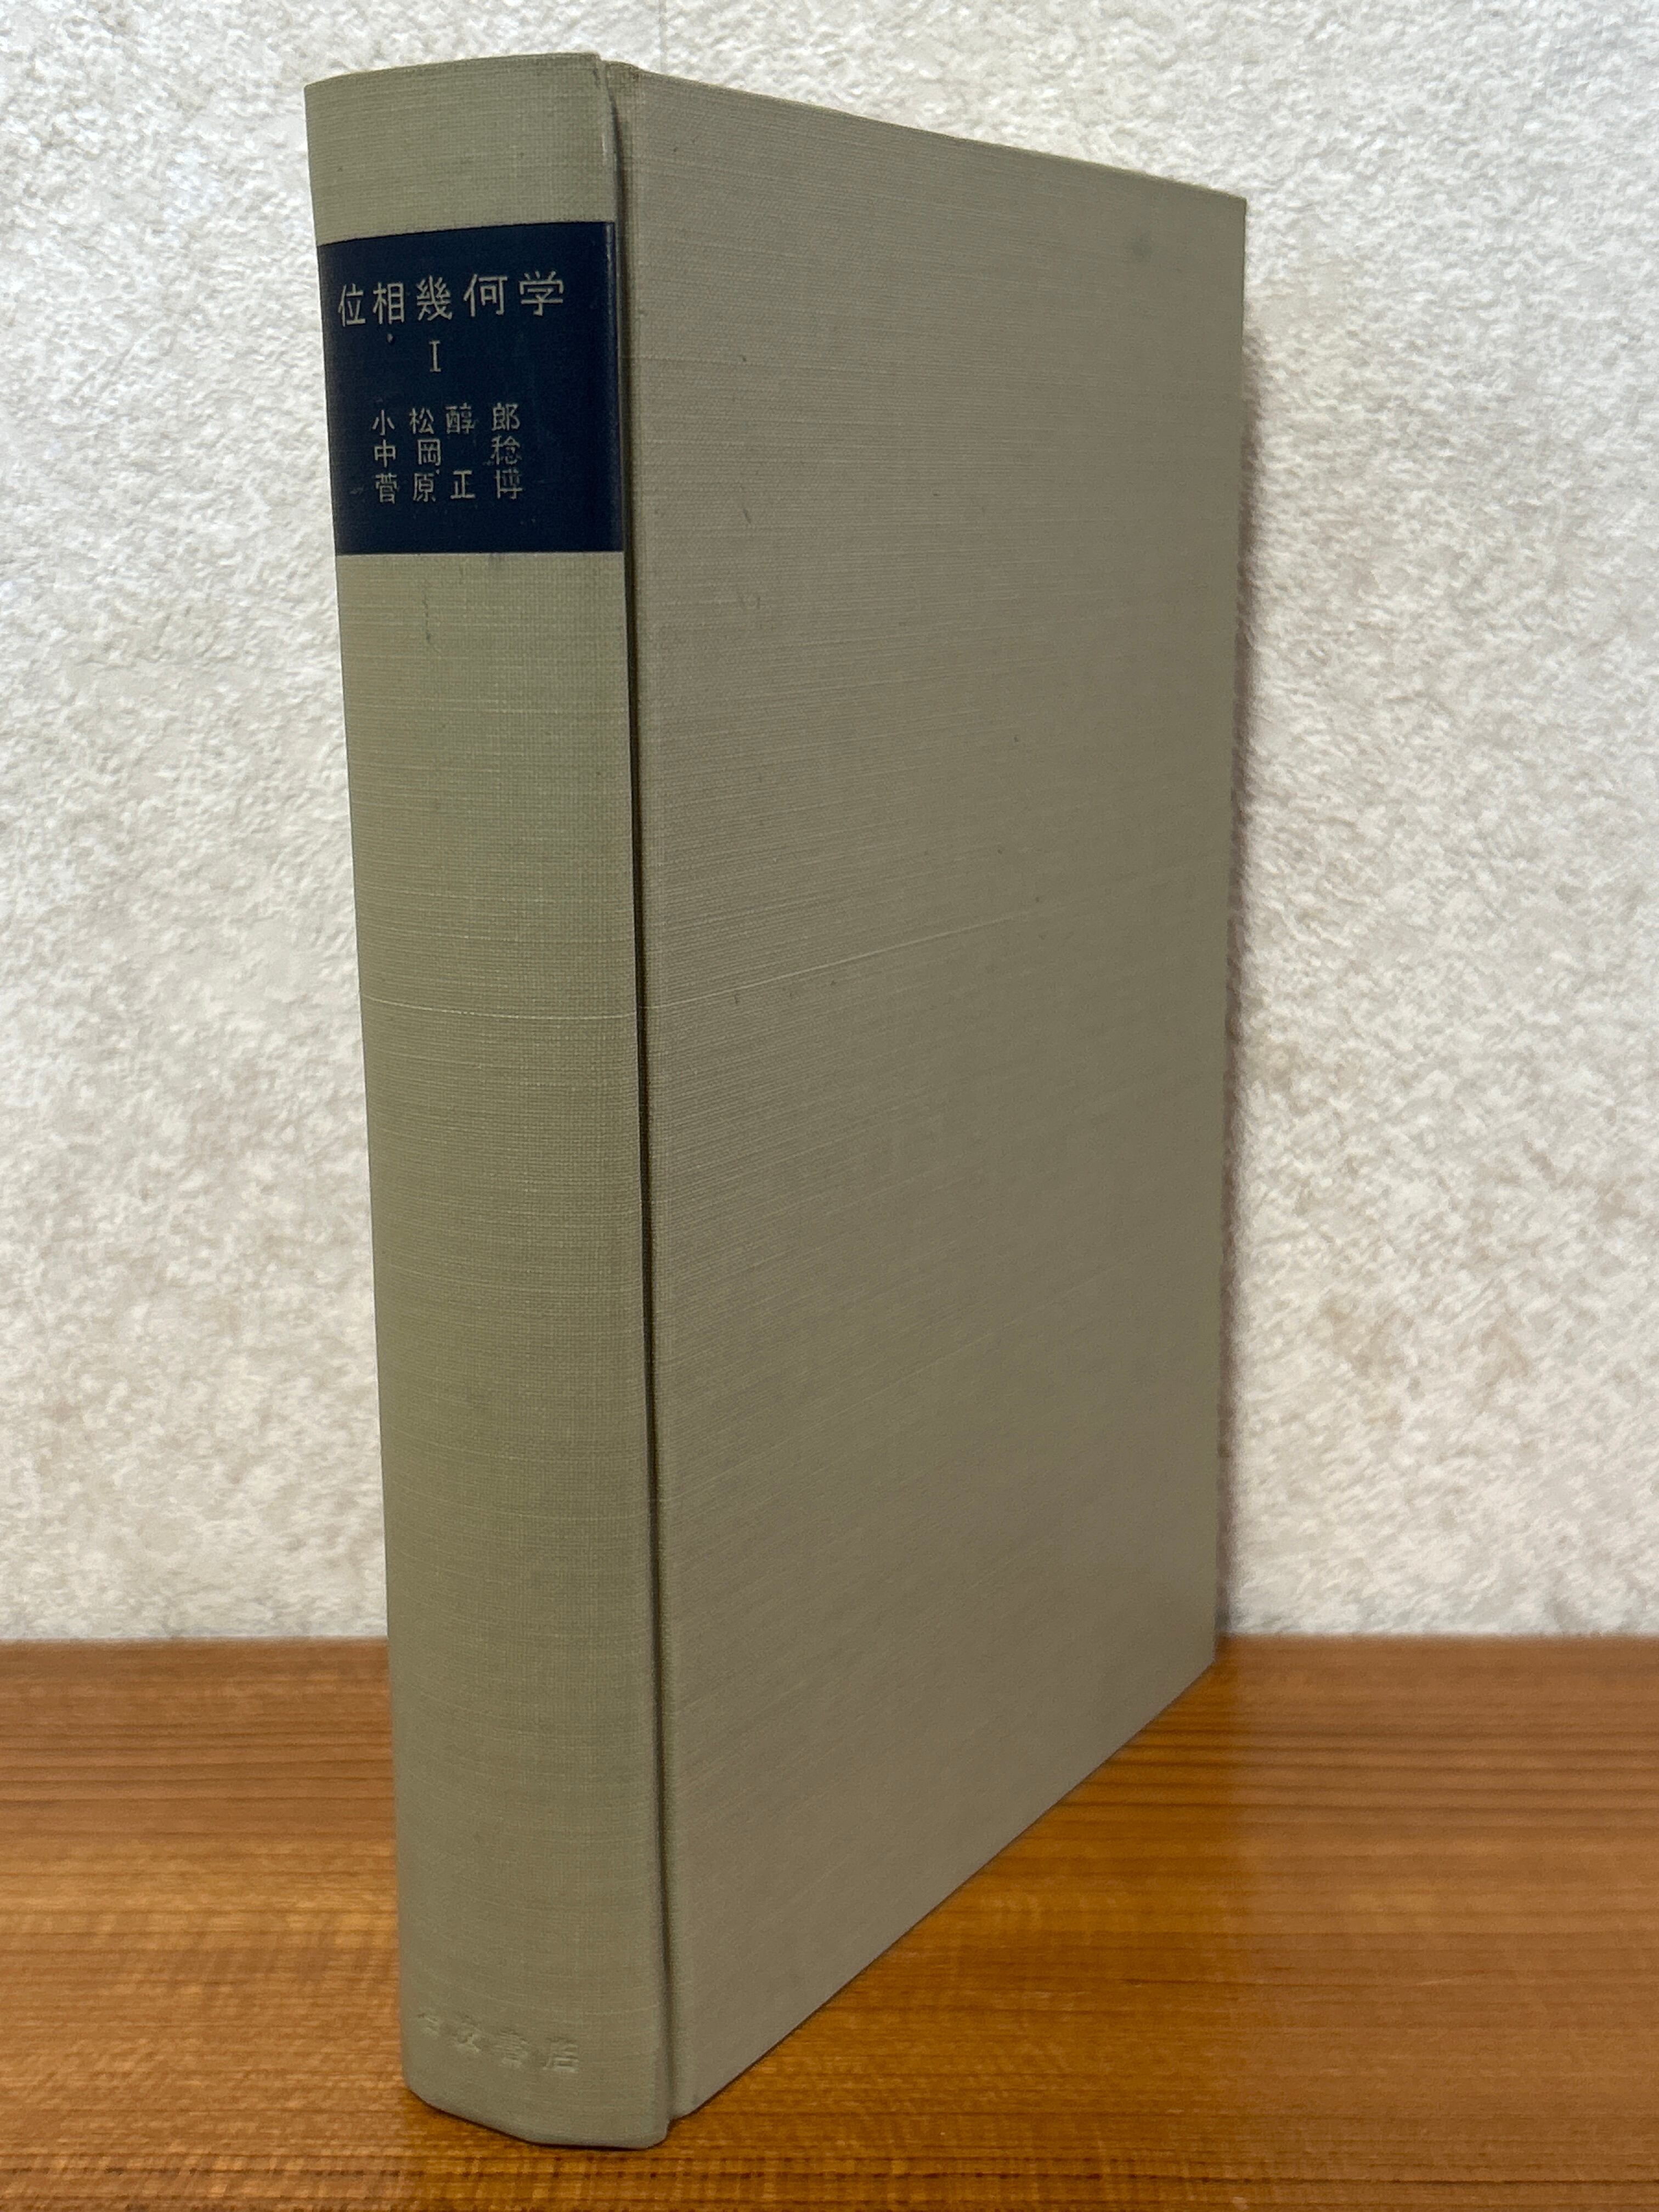 位相幾何学
I
小松醇郎
中岡 稔
菅原正博
岩波書店